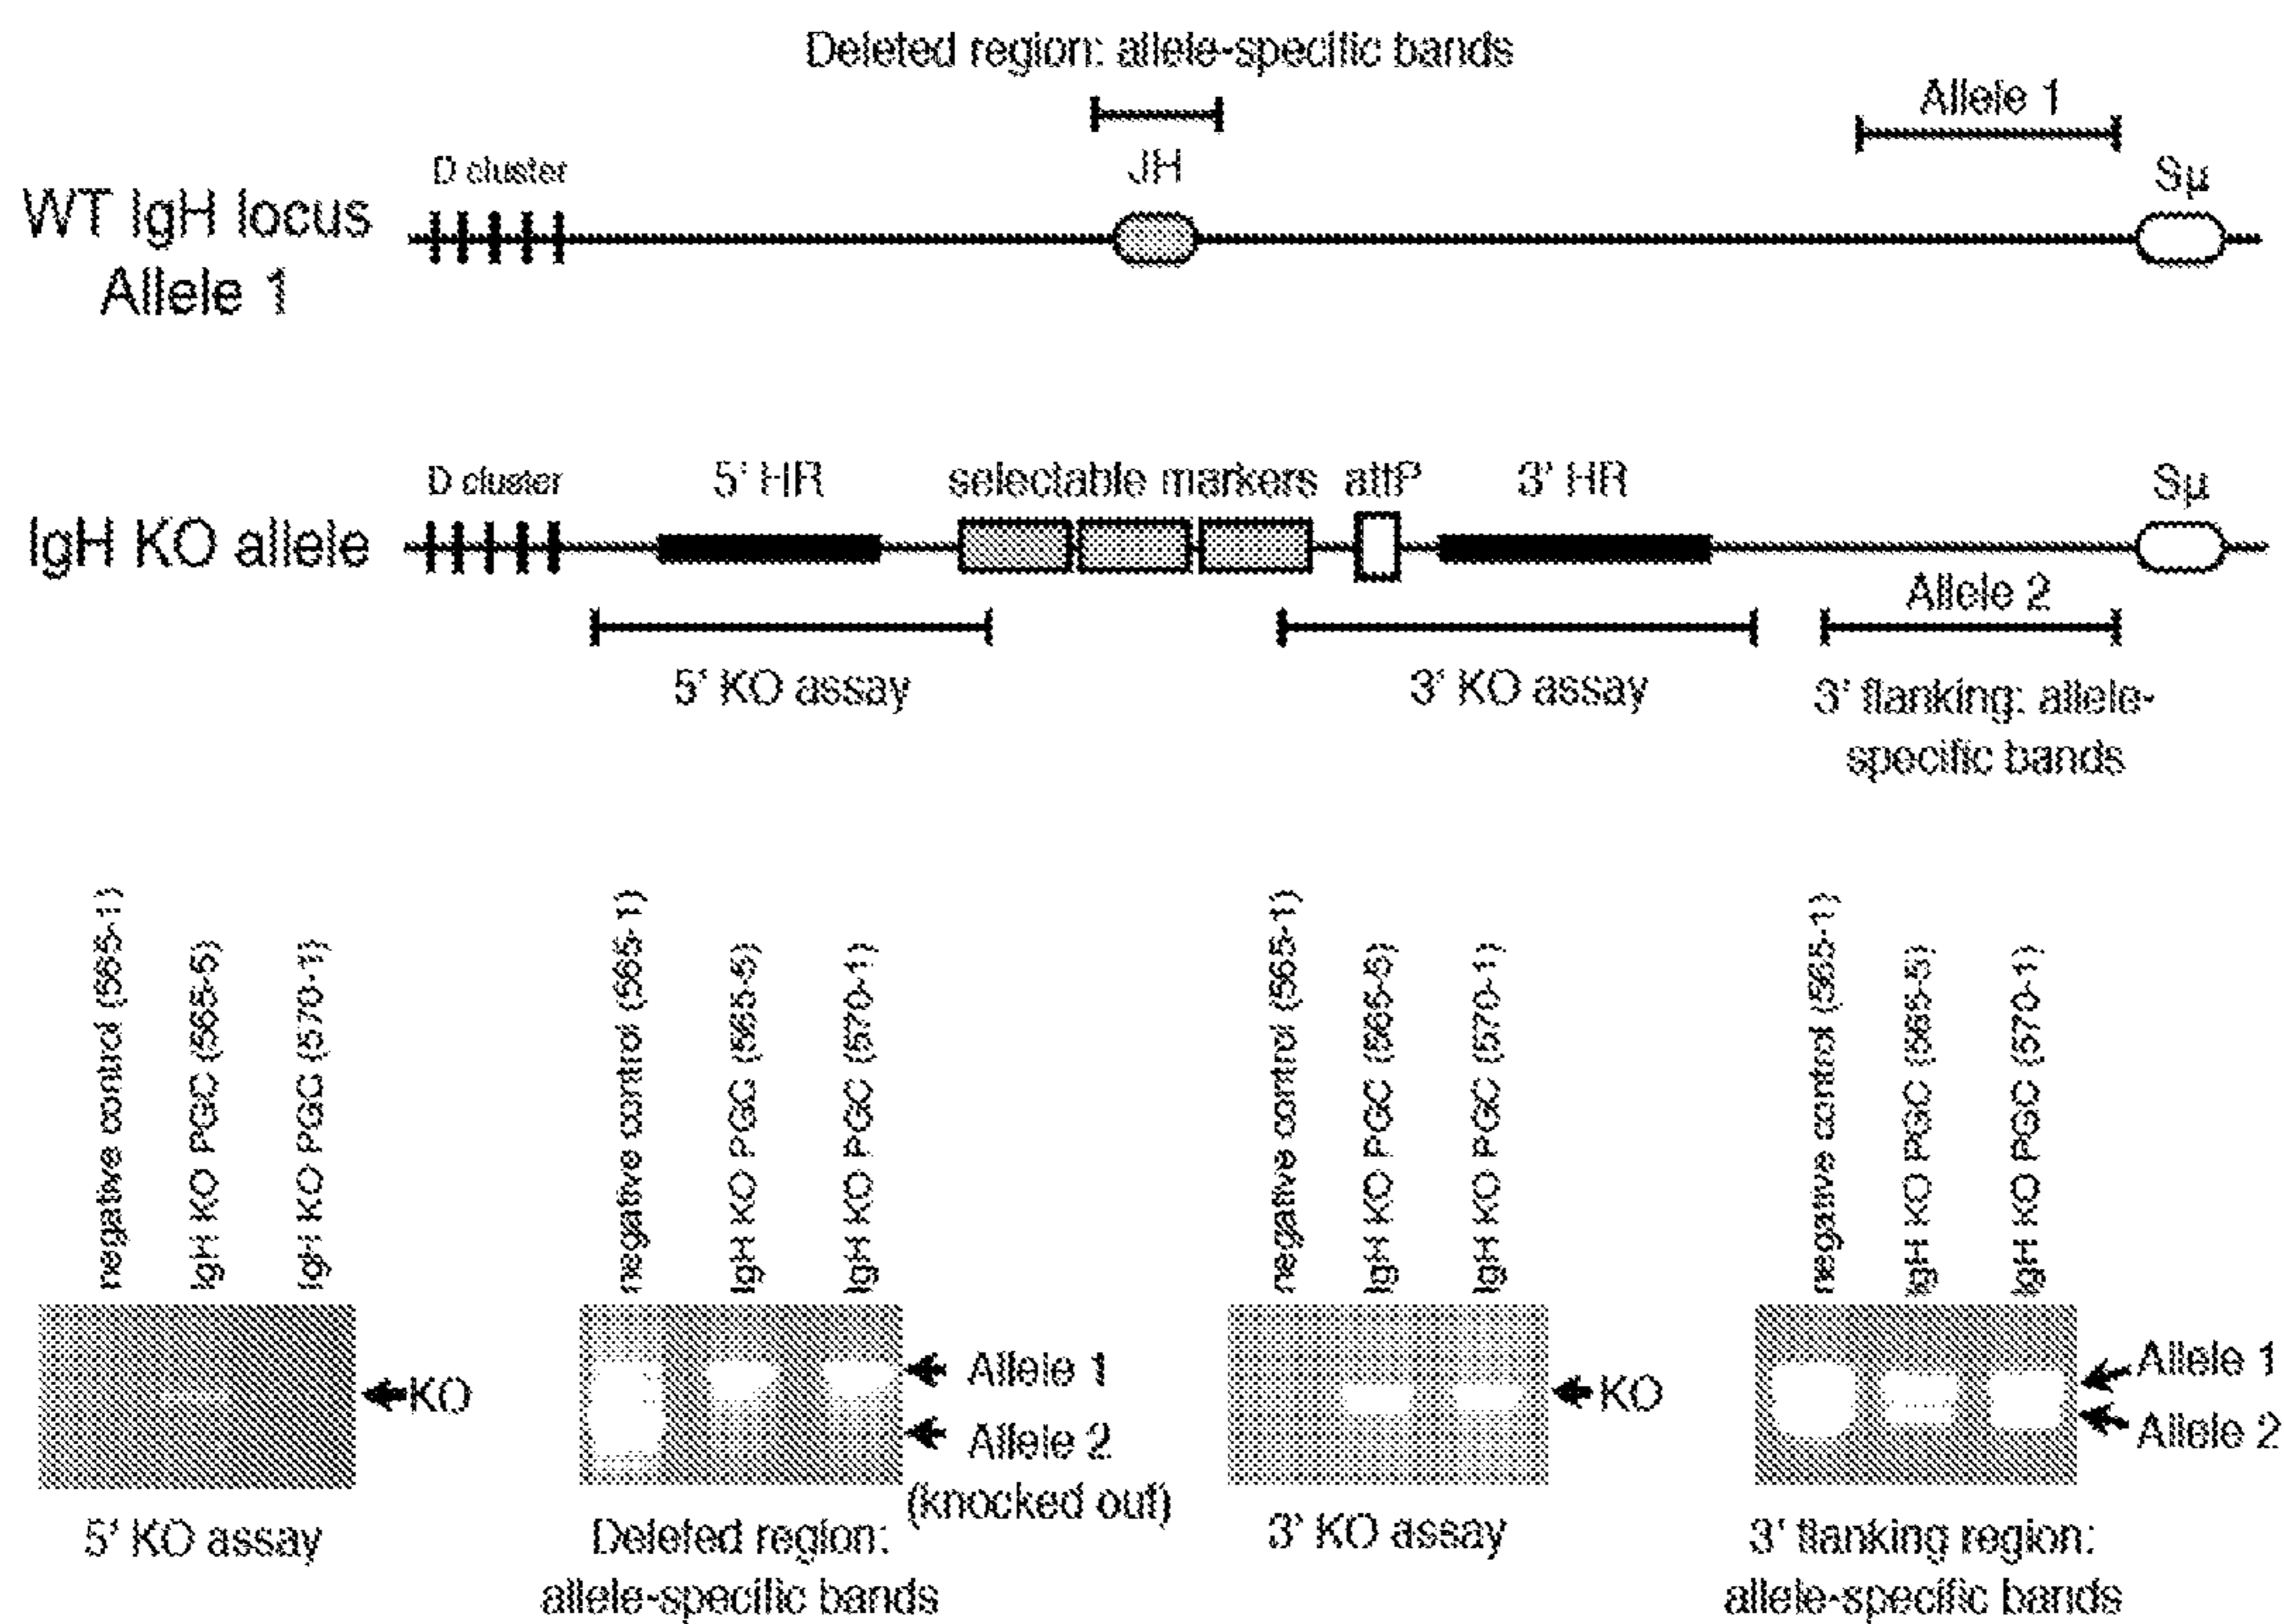 Deleted region: allele-specific bands
Allele 1
D cluster
JH
Sµ
WT IgH locus
Allele 1
D cluster
5' HR
selectable markers
attP
3' HR
Sµ
IgH KO allele
Allele 2
5' KO assay
3' KO assay
3' flanking: allele-
specific bands
negative control (565-1)
IgH KO PGC (565-5)
IgH KO PGC (570-1)
KO
5' KO assay
negative control (565-1)
IgH KO PGC (565-5)
IgH KO PGC (570-1)
Allele 1
Allele 2
(knocked out)
Deleted region:
allele-specific bands
negative control (565-1)
IgH KO PGC (565-5)
IgH KO PGC (570-1)
KO
3' KO assay
negative control (565-1)
IgH KO PGC (565-5)
IgH KO PGC (570-1)
Allele 1
Allele 2
3' flanking region:
allele-specific bands